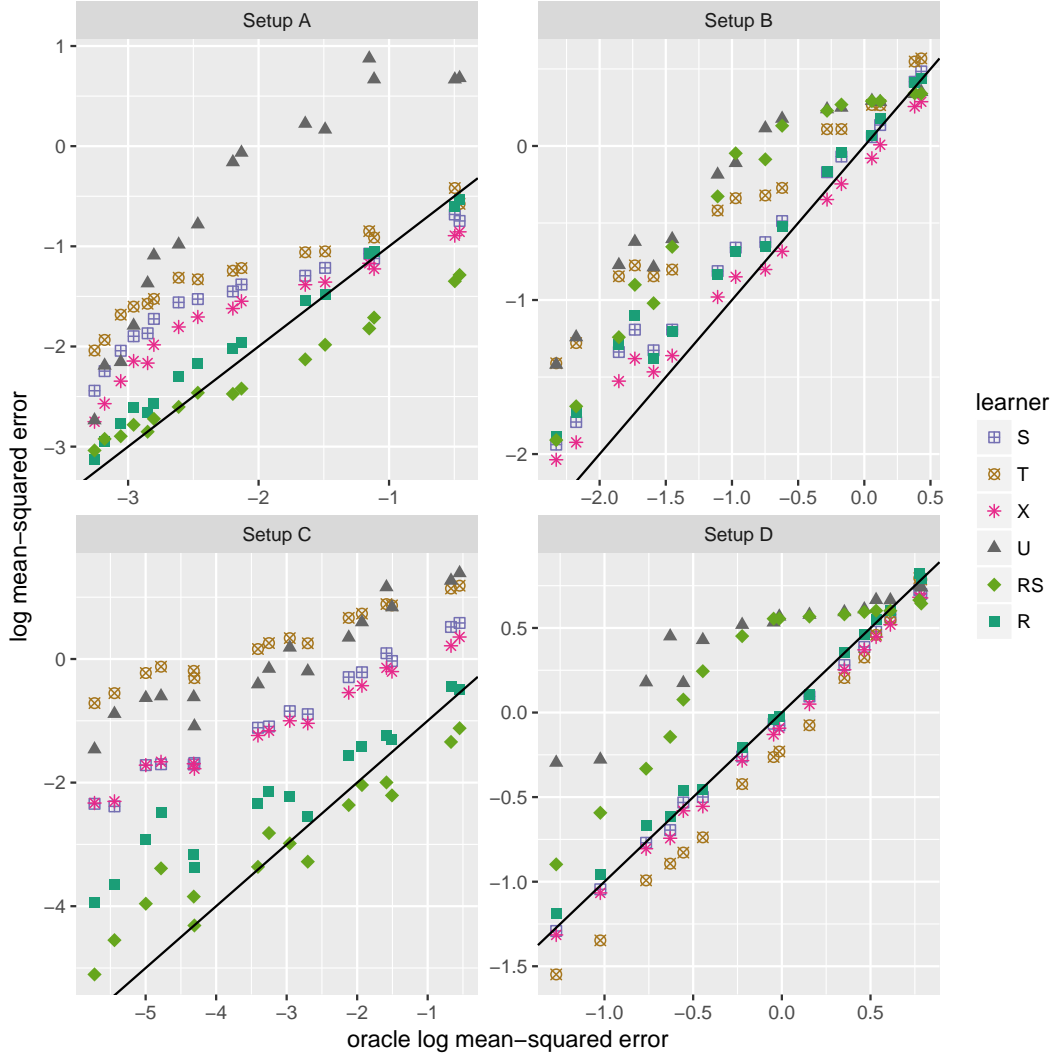 Setup A
Setup B
1
0
−1
−2
−3
−3
−2
−1
0
−1
−2
−2.0
−1.5
−1.0
−0.5
0.0
0.5
Setup C
Setup D
0
−2
−4
−5
−4
−3
−2
−1
0.5
0.0
−0.5
−1.0
−1.5
−1.0
−0.5
0.0
0.5
log mean−squared error
oracle log mean−squared error
learner
S
T
X
U
RS
R